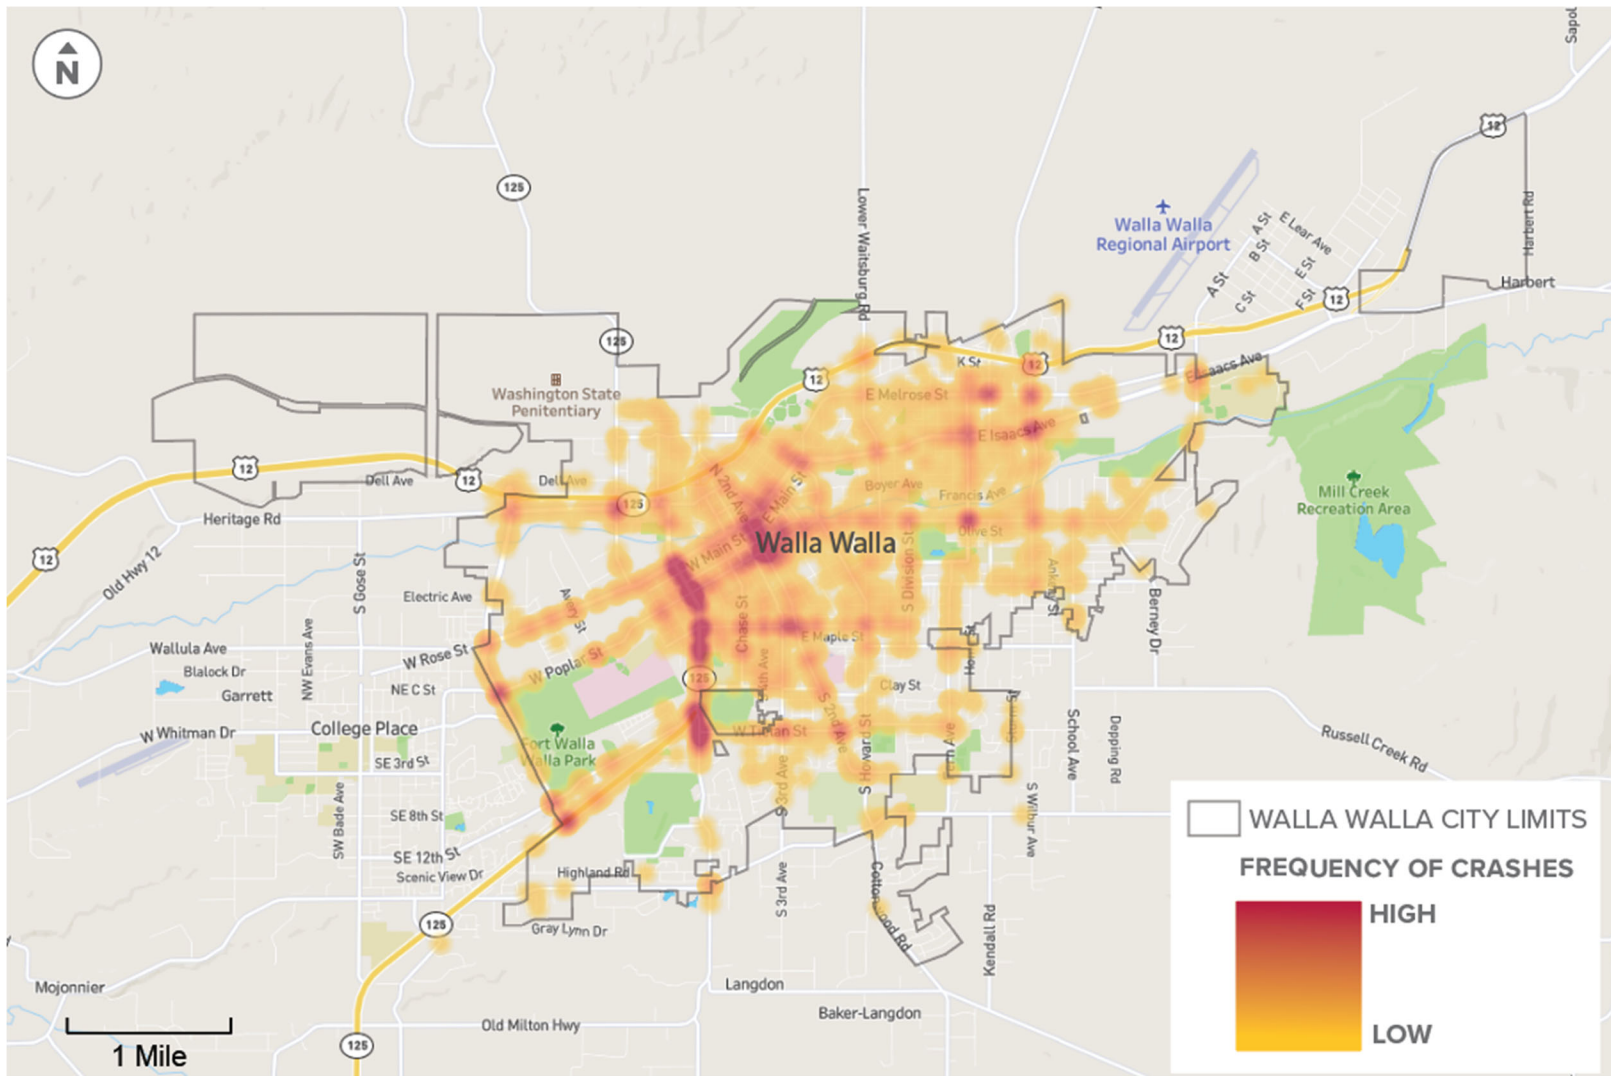 N
125
12
Sapol
Lower Waitsburg Rd
Walla Walla
Regional Airport
A St
E Lear Ave
B St
E St
A St
C St
F St
12
Harbert Rd
Harbert
12
125
12
K St
12
E Isaacs Ave
Washington State
Penitentiary
E Melrose St
E Isaacs Ave
12
12
Dell Ave
Dell Ave
125
N 2nd Ave
E Main St
Boyer Ave
Francis Ave
Mill Creek
Recreation Area
Heritage Rd
Olive St
Walla Walla
W Main St
12
Old Hwy 12
S Gose St
Electric Ave
Avery St
Chase St
S Division St
Berney Dr
E Maple St
Wallula Ave
NW Evans Ave
W Rose St
W Poplar St
Blalock Dr
Garrett
NE C St
125
Clay St
S 2nd Ave
College Place
W Whitman Dr
Fort Walla
Walla Park
W Tietan St
S Howard St
School Ave
Depping Rd
Russell Creek Rd
SE 3rd St
S 3rd Ave
S Wilbur Ave
SW Bade Ave
SE 8th St
SE 12th St
Scenic View Dr
Highland Rd
S 3rd Ave
Cottonwood Rd
Kendall Rd
125
Gray Lynn Dr
Mojonnier
Langdon
Baker-Langdon
Old Milton Hwy
125
1 Mile
WALLA WALLA CITY LIMITS
FREQUENCY OF CRASHES
HIGH
LOW